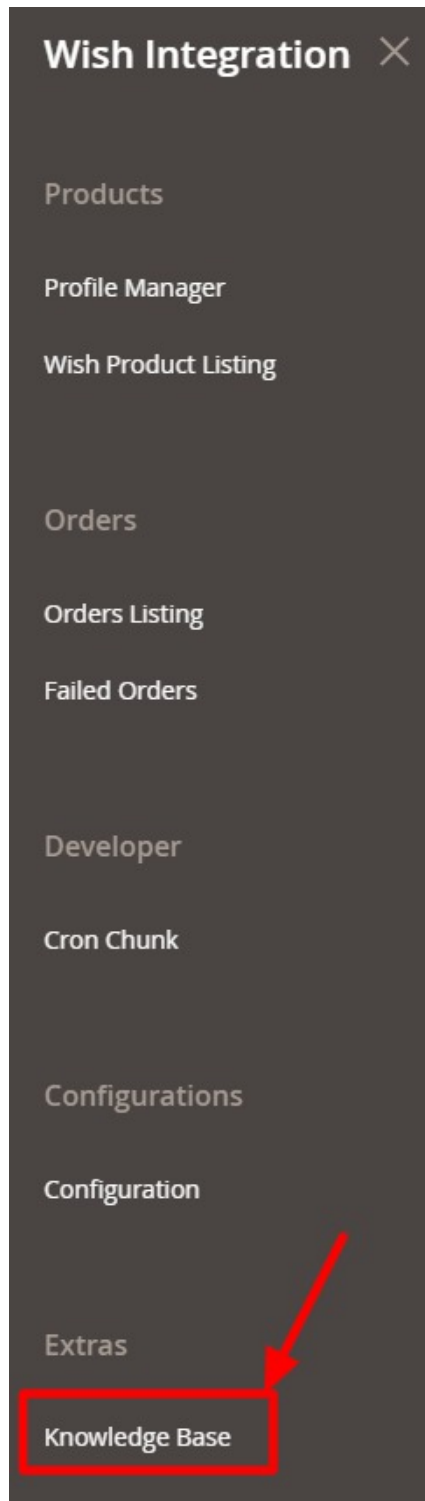 Wish Integration
Products
Profile Manager
Wish Product Listing
Orders
Orders Listing
Failed Orders
Developer
Cron Chunk
Configurations
Configuration
Extras
Knowledge Base